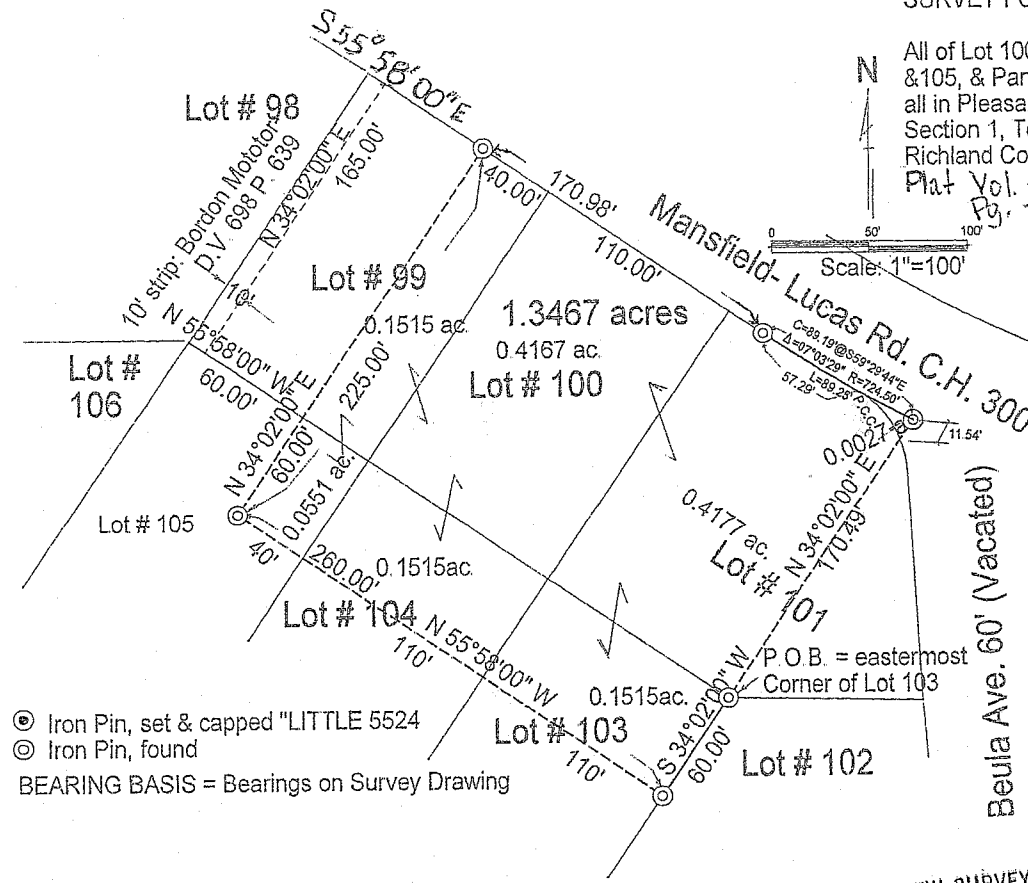 S 55° 58' 00" E
All of Lot 100
N
&105, & Par
all in Pleasa
Section 1, T
Richland Co
Plat Vol.
Pg.
0 50' 100'
Scale: 1"=100'
Lot # 98
10' strip: Bordon Mototor
D.V. 698 P. 639
N 34°02'00" E
165.00'
10'
40.00'
170.98'
110.00'
Mansfield- Lucas Rd. C.H. 300
Lot # 99
0.1515 ac.
1.3467 acres
0.4167 ac.
Lot # 100
C=89.19'@S59°29'44"E
Δ=07°03'29" R=724.50'
L=89.25'
57.29'
P.C.C.
0.0027
11.54'
N 55°58'00" W
60.00'
Lot #
106
N 34°02'00" E
225.00'
60.00'
0.0551 ac.
Lot # 105
40'
260.00'
0.1515ac.
Lot # 104
N 55°58'00" W
110'
0.4177 ac.
Lot # 101
N 34°02'00" E
170.49'
P.O.B. = easternmost
Corner of Lot 103
0.1515ac.
Lot # 103
110'
S 34°02'00" W
60.00'
Lot # 102
Beula Ave. 60' (Vacated)
Iron Pin, set & capped "LITTLE 5524
Iron Pin, found
BEARING BASIS = Bearings on Survey Drawing